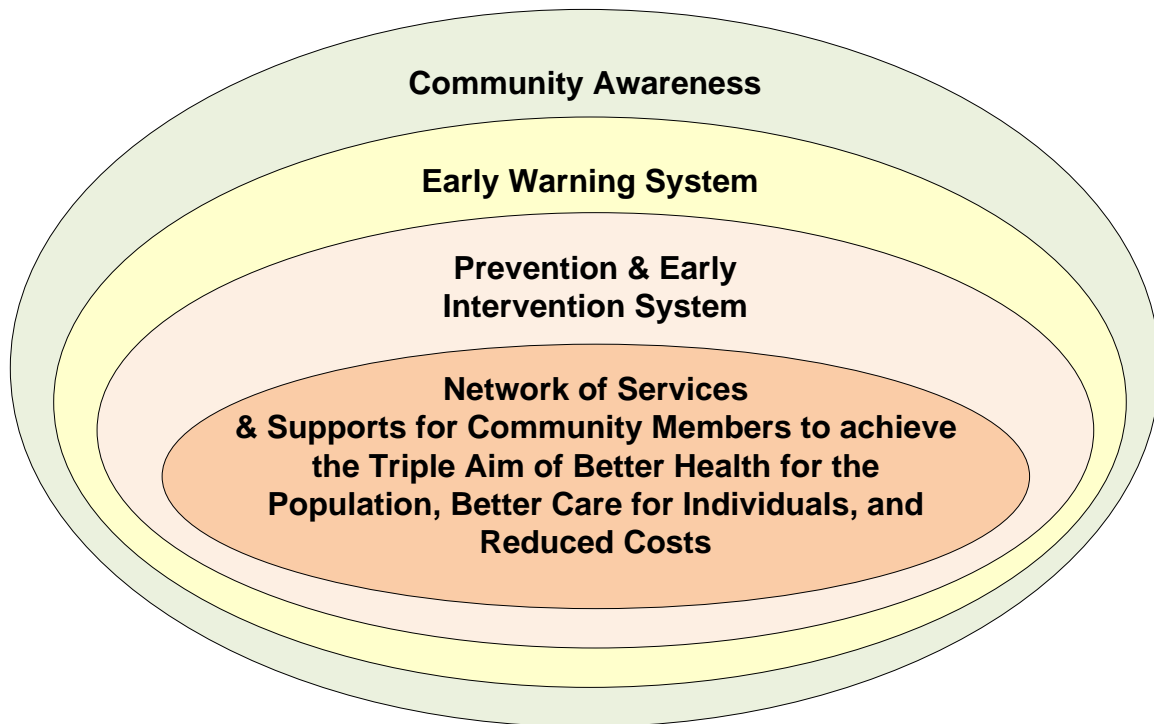 Community Awareness
Early Warning System
Prevention & Early
Intervention System
Network of Services
& Supports for Community Members to achieve
the Triple Aim of Better Health for the
Population, Better Care for Individuals, and
Reduced Costs